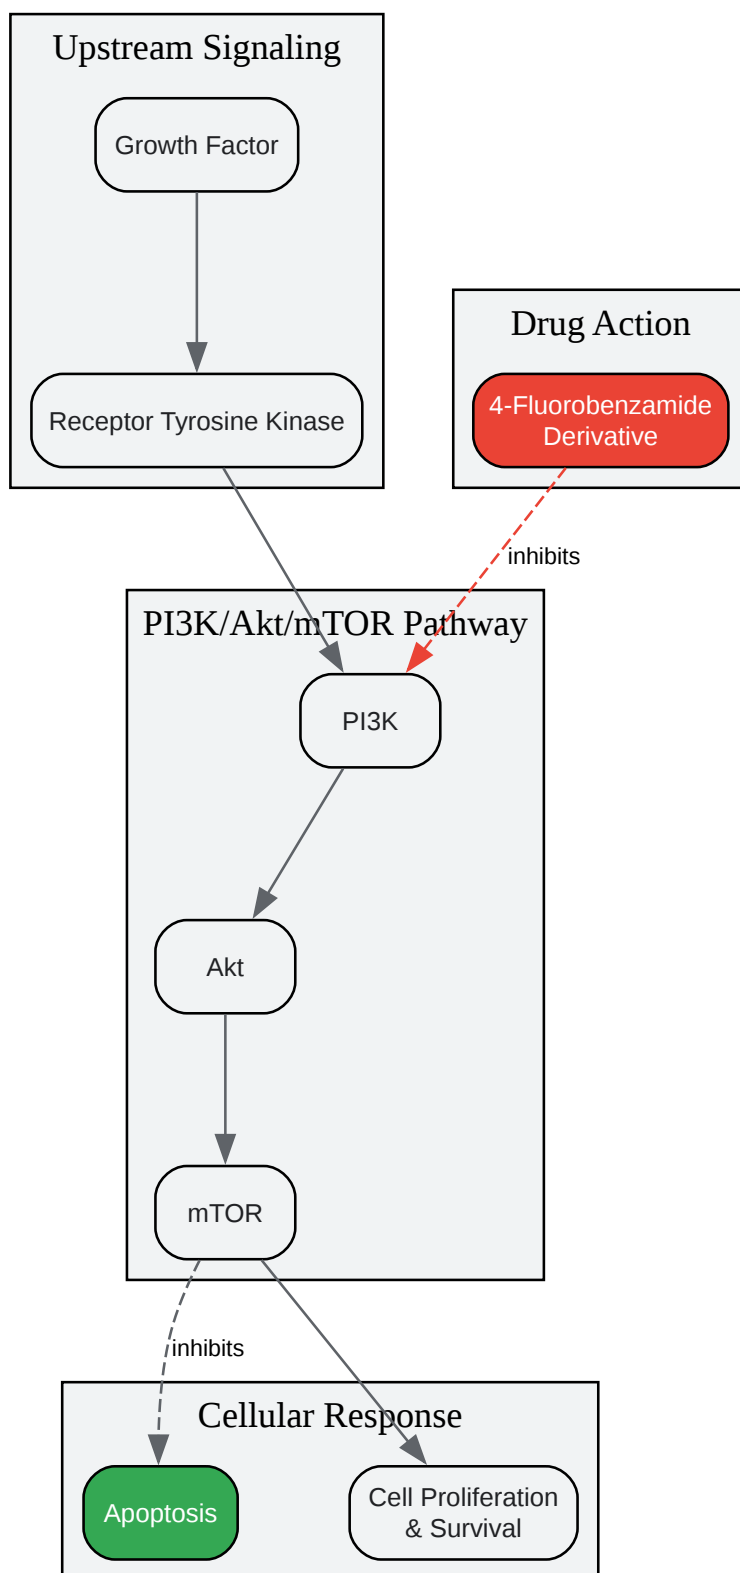 Upstream Signaling
Growth Factor
Receptor Tyrosine Kinase
Drug Action
4-Fluorobenzamide
Derivative
inhibits
PI3K/Akt/mTOR Pathway
PI3K
Akt
mTOR
inhibits
Cellular Response
Apoptosis
Cell Proliferation
& Survival